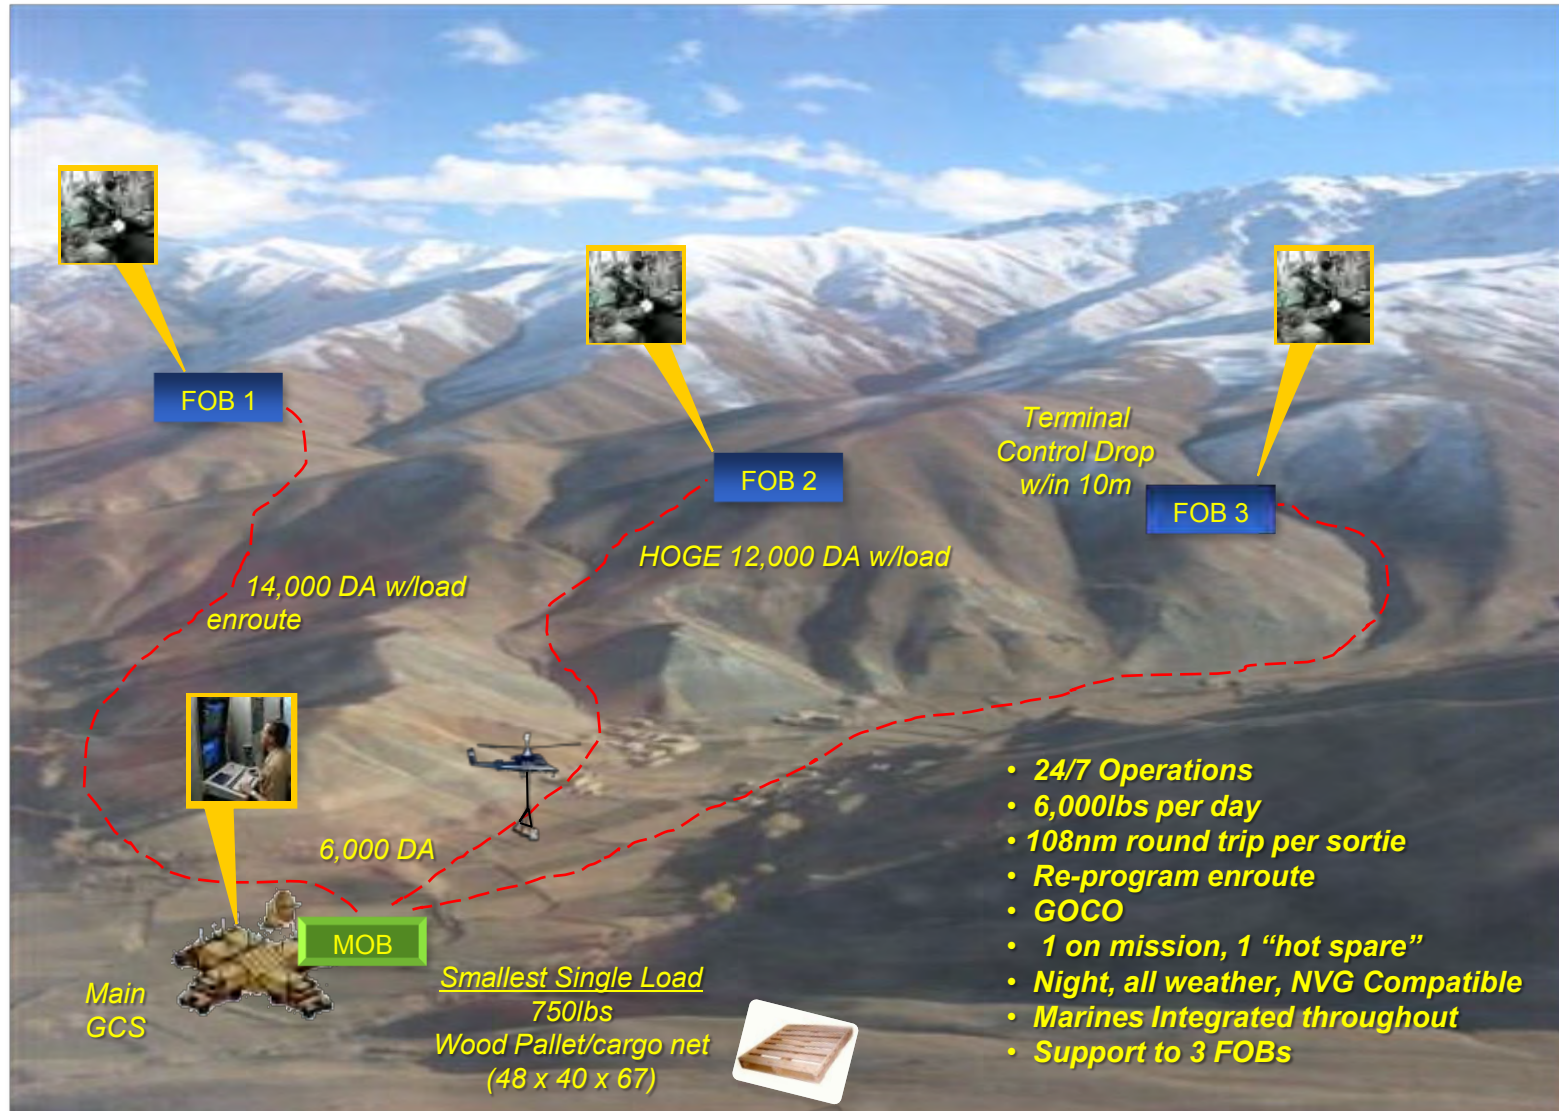 FOB 1
FOB 2
FOB 3
Terminal
Control Drop
w/in 10m
HOGE 12,000 DA w/load
14,000 DA w/load
enroute
6,000 DA
MOB
Main
GCS
Smallest Single Load
750lbs
Wood Pallet/cargo net
(48 x 40 x 67)
• 24/7 Operations
• 6,000lbs per day
• 108nm round trip per sortie
• Re-program enroute
• GOCO
• 1 on mission, 1 “hot spare”
• Night, all weather, NVG Compatible
• Marines Integrated throughout
• Support to 3 FOBs